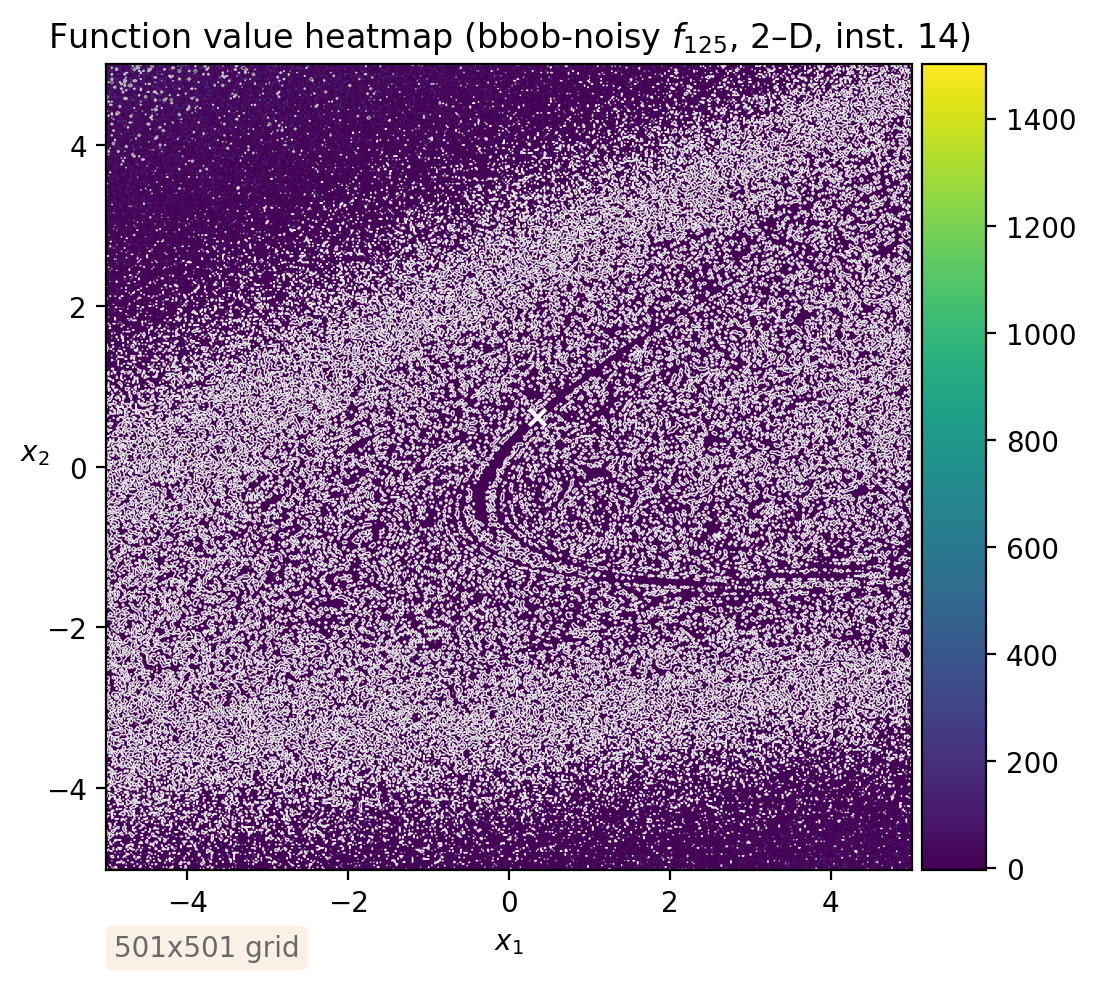 Function value heatmap (bbob-noisy f125, 2–D, inst. 14)
4
2
0
−2
−4
x2
−4 −2 0 2 4
x1
1400
1200
1000
800
600
400
200
0
501x501 grid